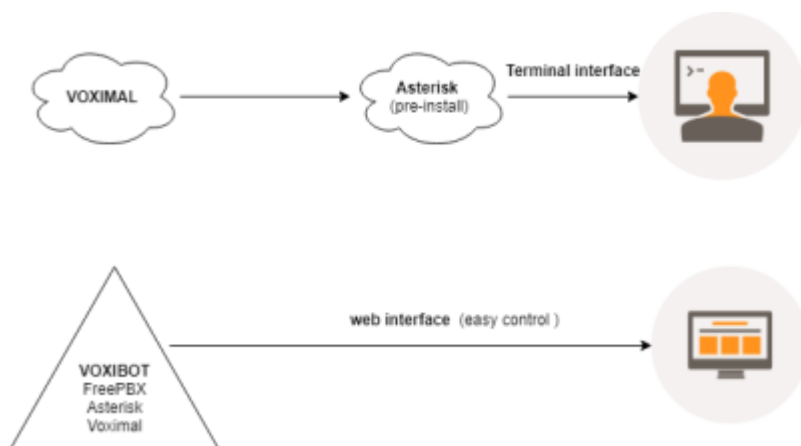 VOXIMAL
Asterisk
(pre-install)
Terminal interface
web interface (easy control )
VOXIBOT
FreePBX
Asterisk
Voximal